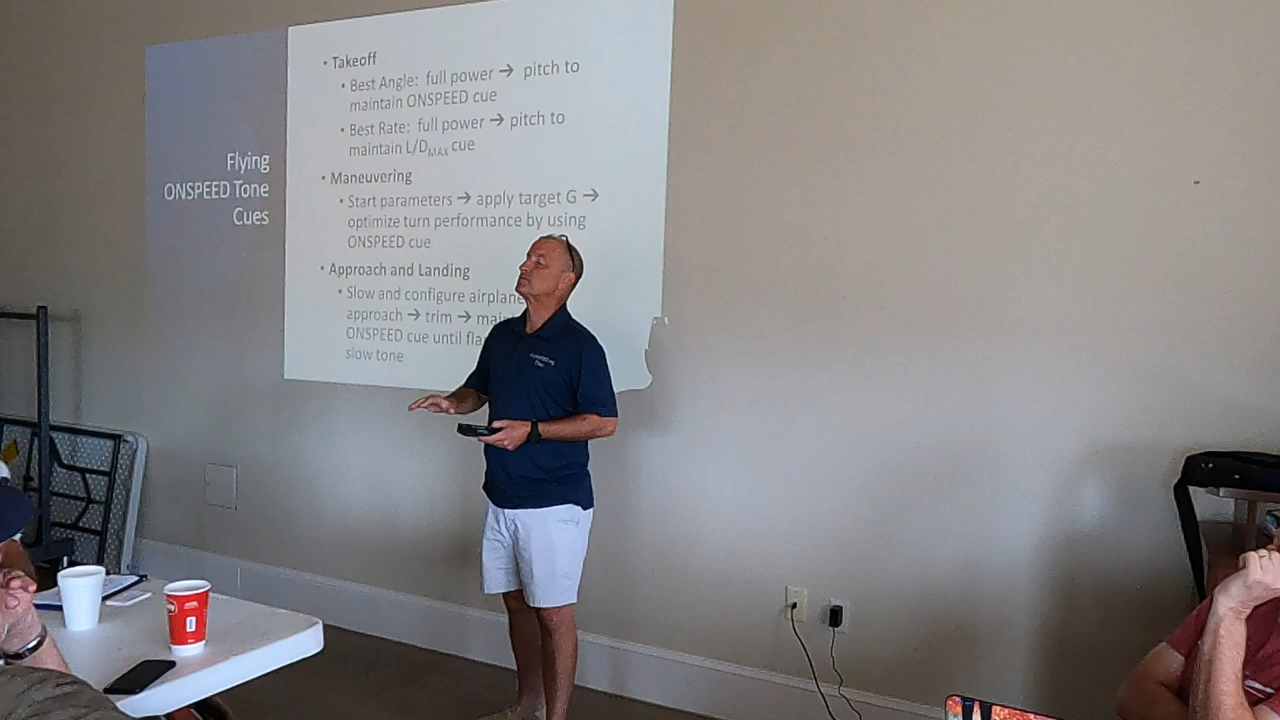 Flying
ONSPEED Tone
Cues
• Takeoff
• Best Angle: full power → pitch to
maintain ONSPEED cue
• Best Rate: full power → pitch to
maintain L/DMAX cue
• Maneuvering
• Start parameters → apply target G →
optimize turn performance by using
ONSPEED cue
• Approach and Landing
• Slow and configure airplane
approach → trim →
ONSPEED cue until
slow tone